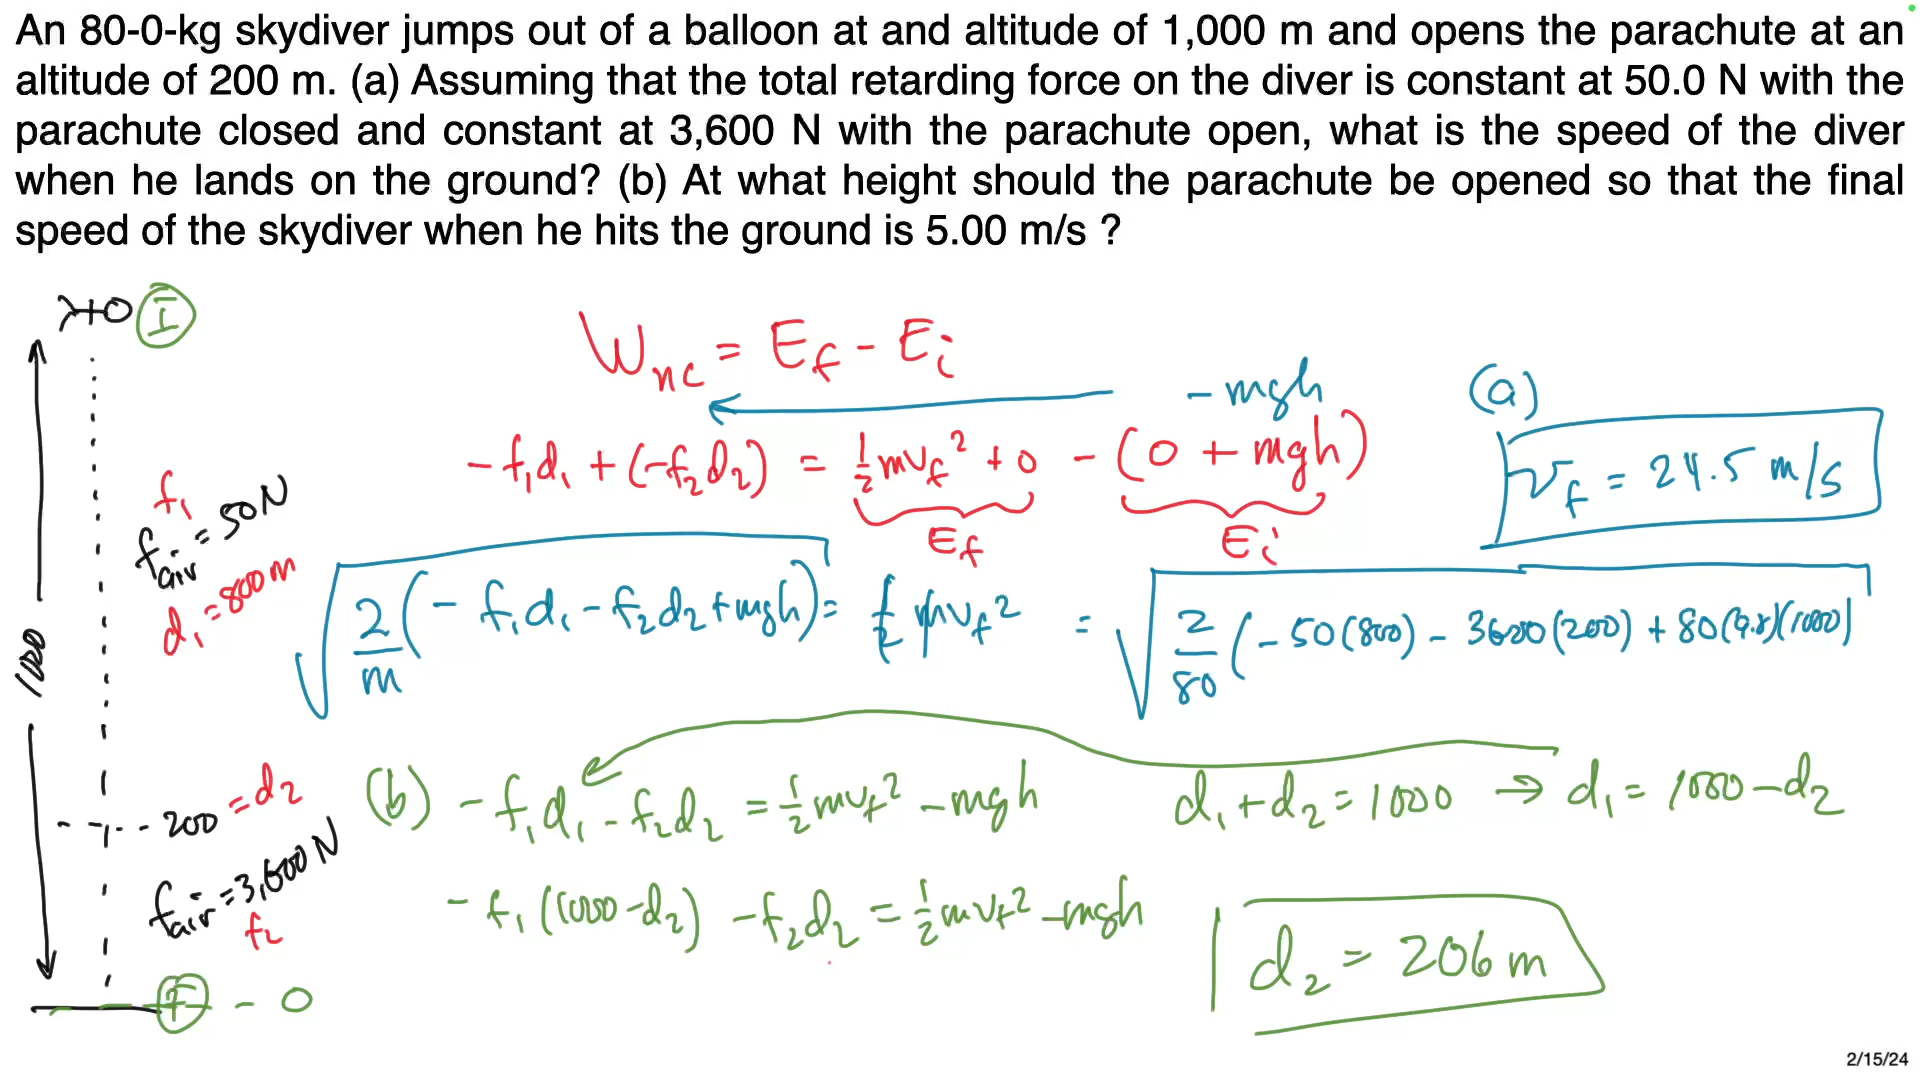 An 80-0-kg skydiver jumps out of a balloon at and altitude of 1,000 m and opens the parachute at an
altitude of 200 m. (a) Assuming that the total retarding force on the diver is constant at 50.0 N with the
parachute closed and constant at 3,600 N with the parachute open, what is the speed of the diver
when he lands on the ground? (b) At what height should the parachute be opened so that the final
speed of the skydiver when he hits the ground is 5.00 m/s ?
I
W_nc = E_f - E_i
- mgh
-f₁d₁ + (-f₂d₂) = ½mv_f² + 0 - (0 + mgh)
E_f
E_i
(a)
v_f = 24.5 m/s
f₁
f_air = 50N
d₁ = 800m
1000
√(2/m (-f₁d₁ - f₂d₂ + mgh)) = ½mv_f² = √(2/80 (-50(800) - 3600(200) + 80(9.8)(1000)
200 = d₂
f_air = 3,600 N
f₂
F - 0
(b) -f₁d₁ - f₂d₂ = ½mv_f² - mgh
d₁ + d₂ = 1000 → d₁ = 1000 - d₂
-f₁(1000 - d₂) - f₂d₂ = ½mv_f² - mgh
d₂ = 206 m
2/15/24